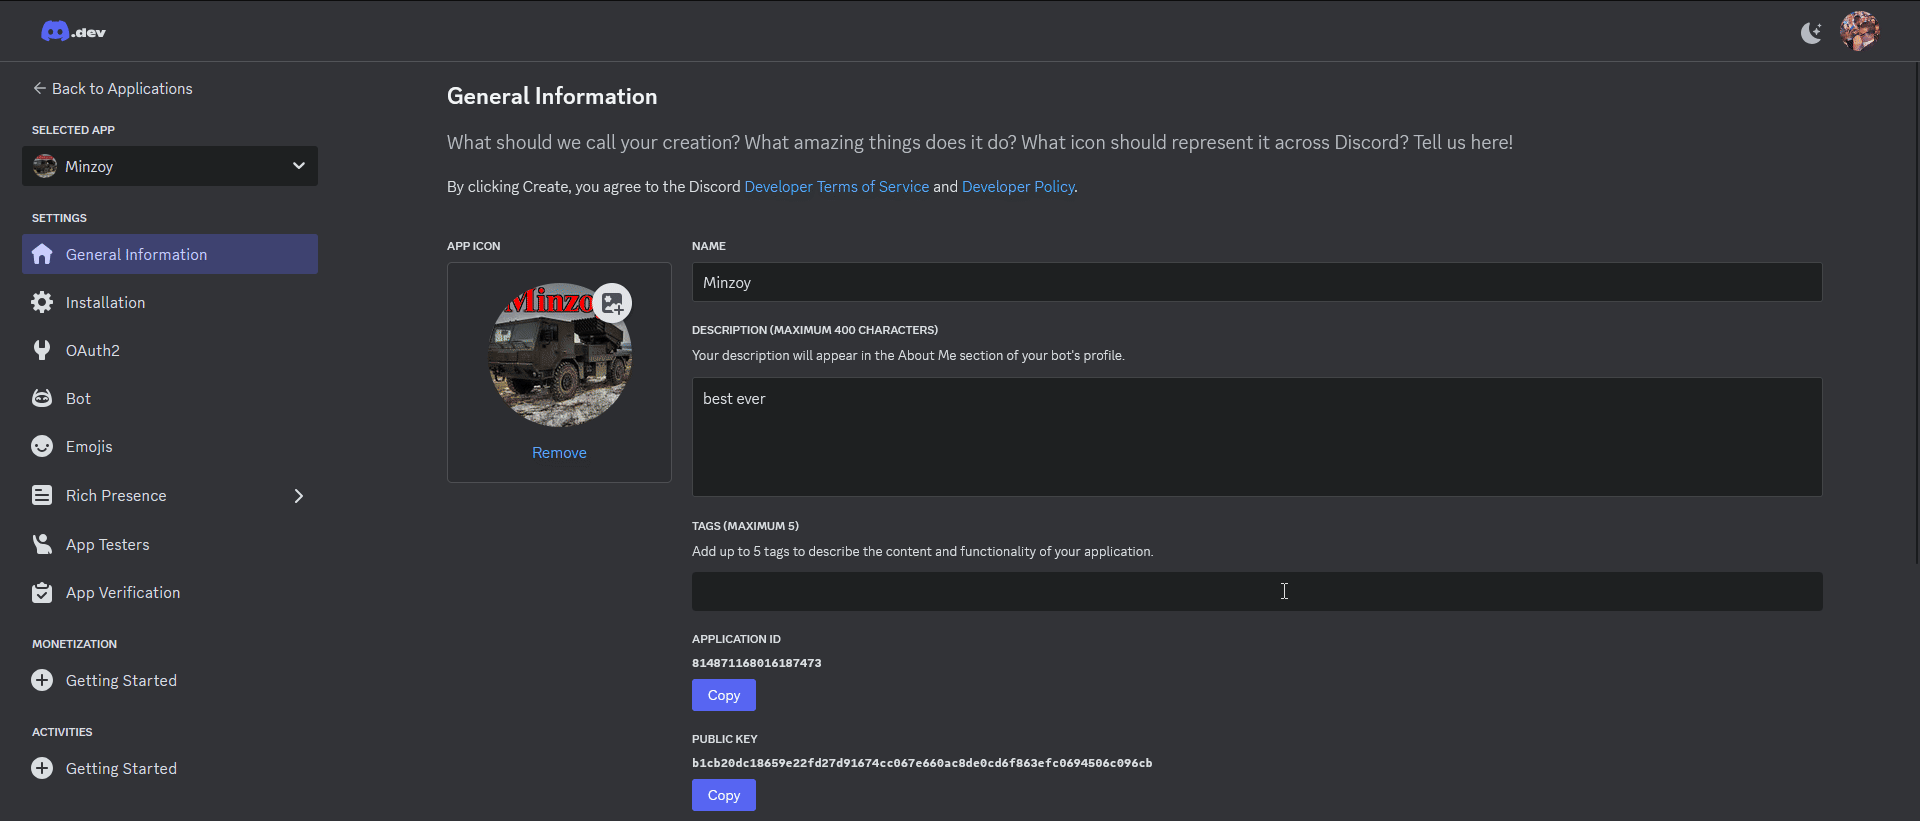 .dev
Back to Applications
SELECTED APP
Minzoy
SETTINGS
General Information
Installation
OAuth2
Bot
Emojis
Rich Presence
App Testers
App Verification
MONETIZATION
Getting Started
ACTIVITIES
Getting Started
General Information
What should we call your creation? What amazing things does it do? What icon should represent it across Discord? Tell us here!
By clicking Create, you agree to the Discord Developer Terms of Service and Developer Policy.
APP ICON
Minzo
Remove
NAME
Minzoy
DESCRIPTION (MAXIMUM 400 CHARACTERS)
Your description will appear in the About Me section of your bot's profile.
best ever
TAGS (MAXIMUM 5)
Add up to 5 tags to describe the content and functionality of your application.
APPLICATION ID
814871168016187473
Copy
PUBLIC KEY
b1cb20dc18659e22fd27d91674cc067e660ac8de0cd6f863efc0694506c096cb
Copy